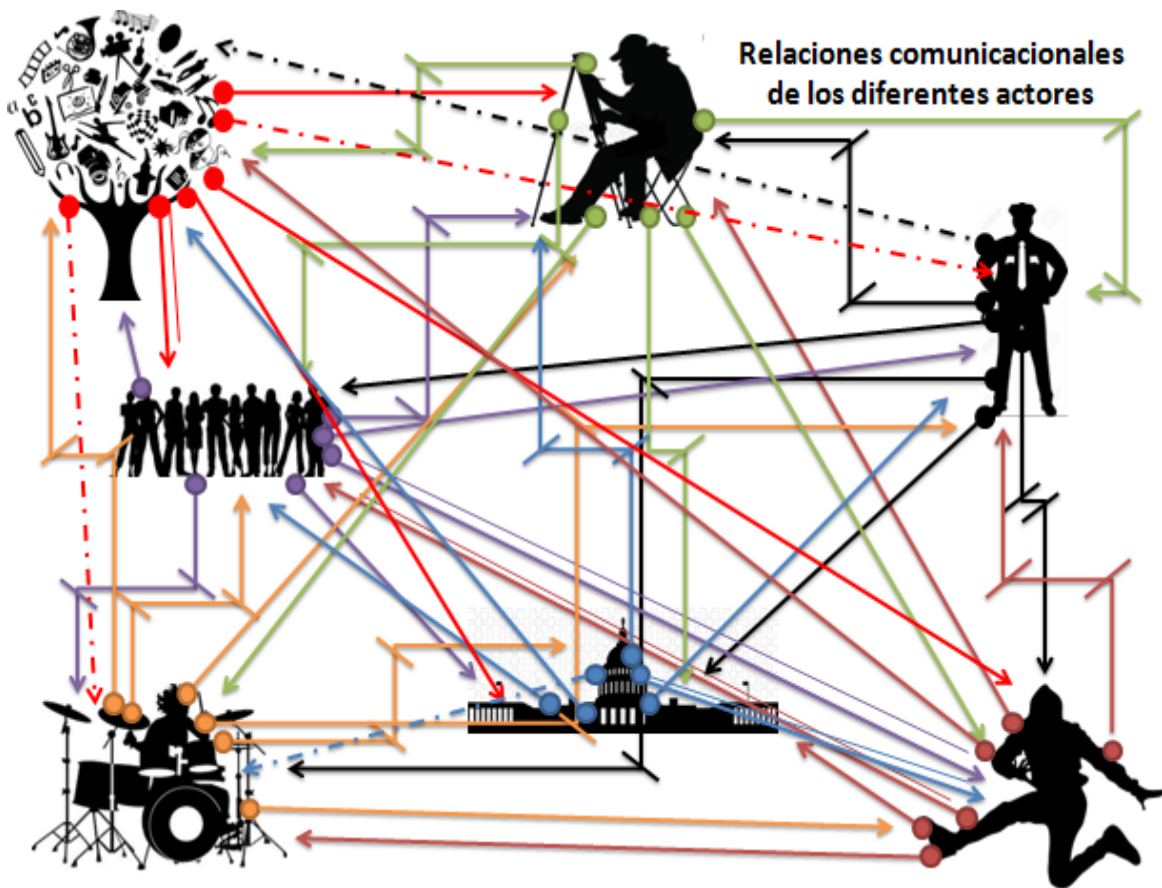 Relaciones comunicacionales
de los diferentes actores
a
c
b